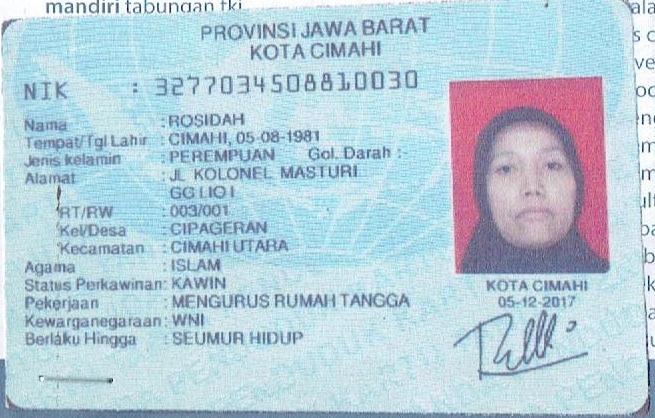 mandiri tabungan tki
PROVINSI JAWA BARAT
KOTA CIMAHI
NIK : 3277034508810030
Nama : ROSIDAH
Tempat/Tgl Lahir : CIMAHI, 05-08-1981
Jenis kelamin : PEREMPUAN Gol. Darah :
Alamat : JL KOLONEL MASTURI
GG LIO I
RT/RW : 003/001
Kel/Desa : CIPAGERAN
Kecamatan : CIMAHI UTARA
Agama : ISLAM
Status Perkawinan: KAWIN
Pekerjaan : MENGURUS RUMAH TANGGA
Kewarganegaraan: WNI
Berlaku Hingga : SEUMUR HIDUP
KOTA CIMAHI
05-12-2017